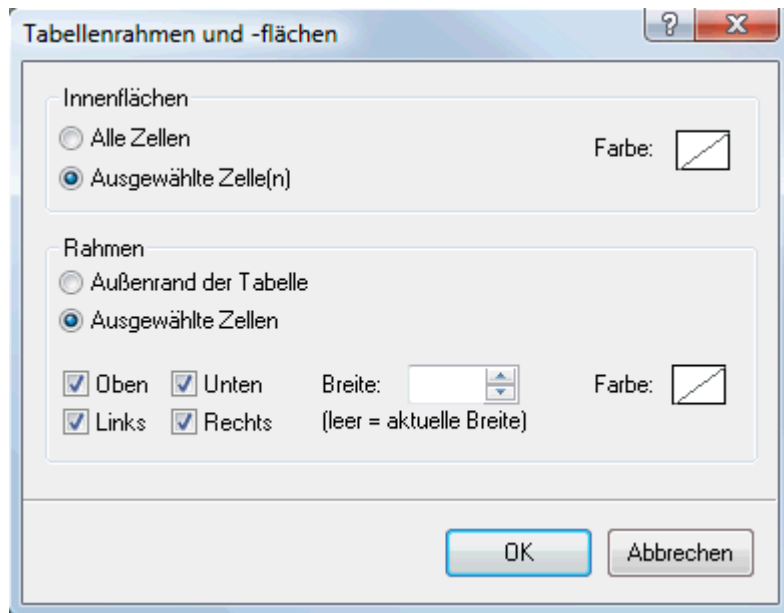 Tabellenrahmen und -flächen
Innenflächen
Alle Zellen
Farbe:
Ausgewählte Zelle(n)
Rahmen
Außenrand der Tabelle
Ausgewählte Zellen
Oben Unten Breite: Farbe:
Links Rechts (leer = aktuelle Breite)
OK Abbrechen